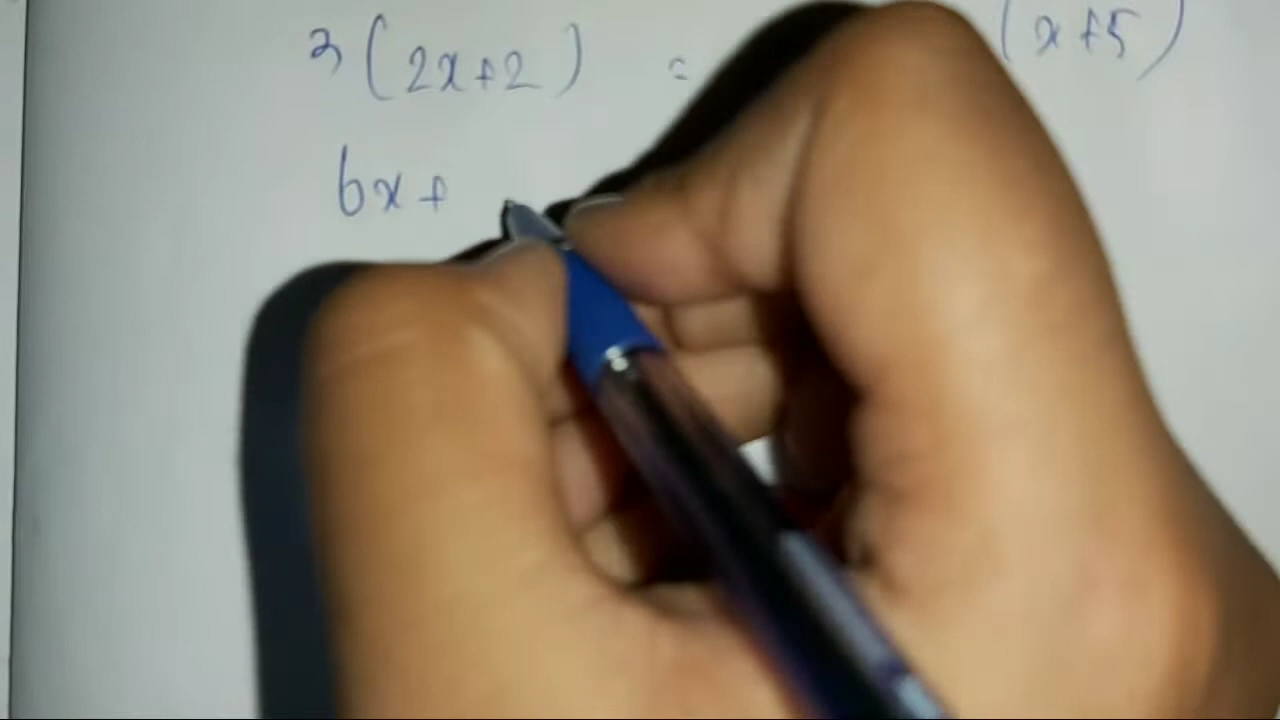 3 (2x+2) = (x+5)
6x +